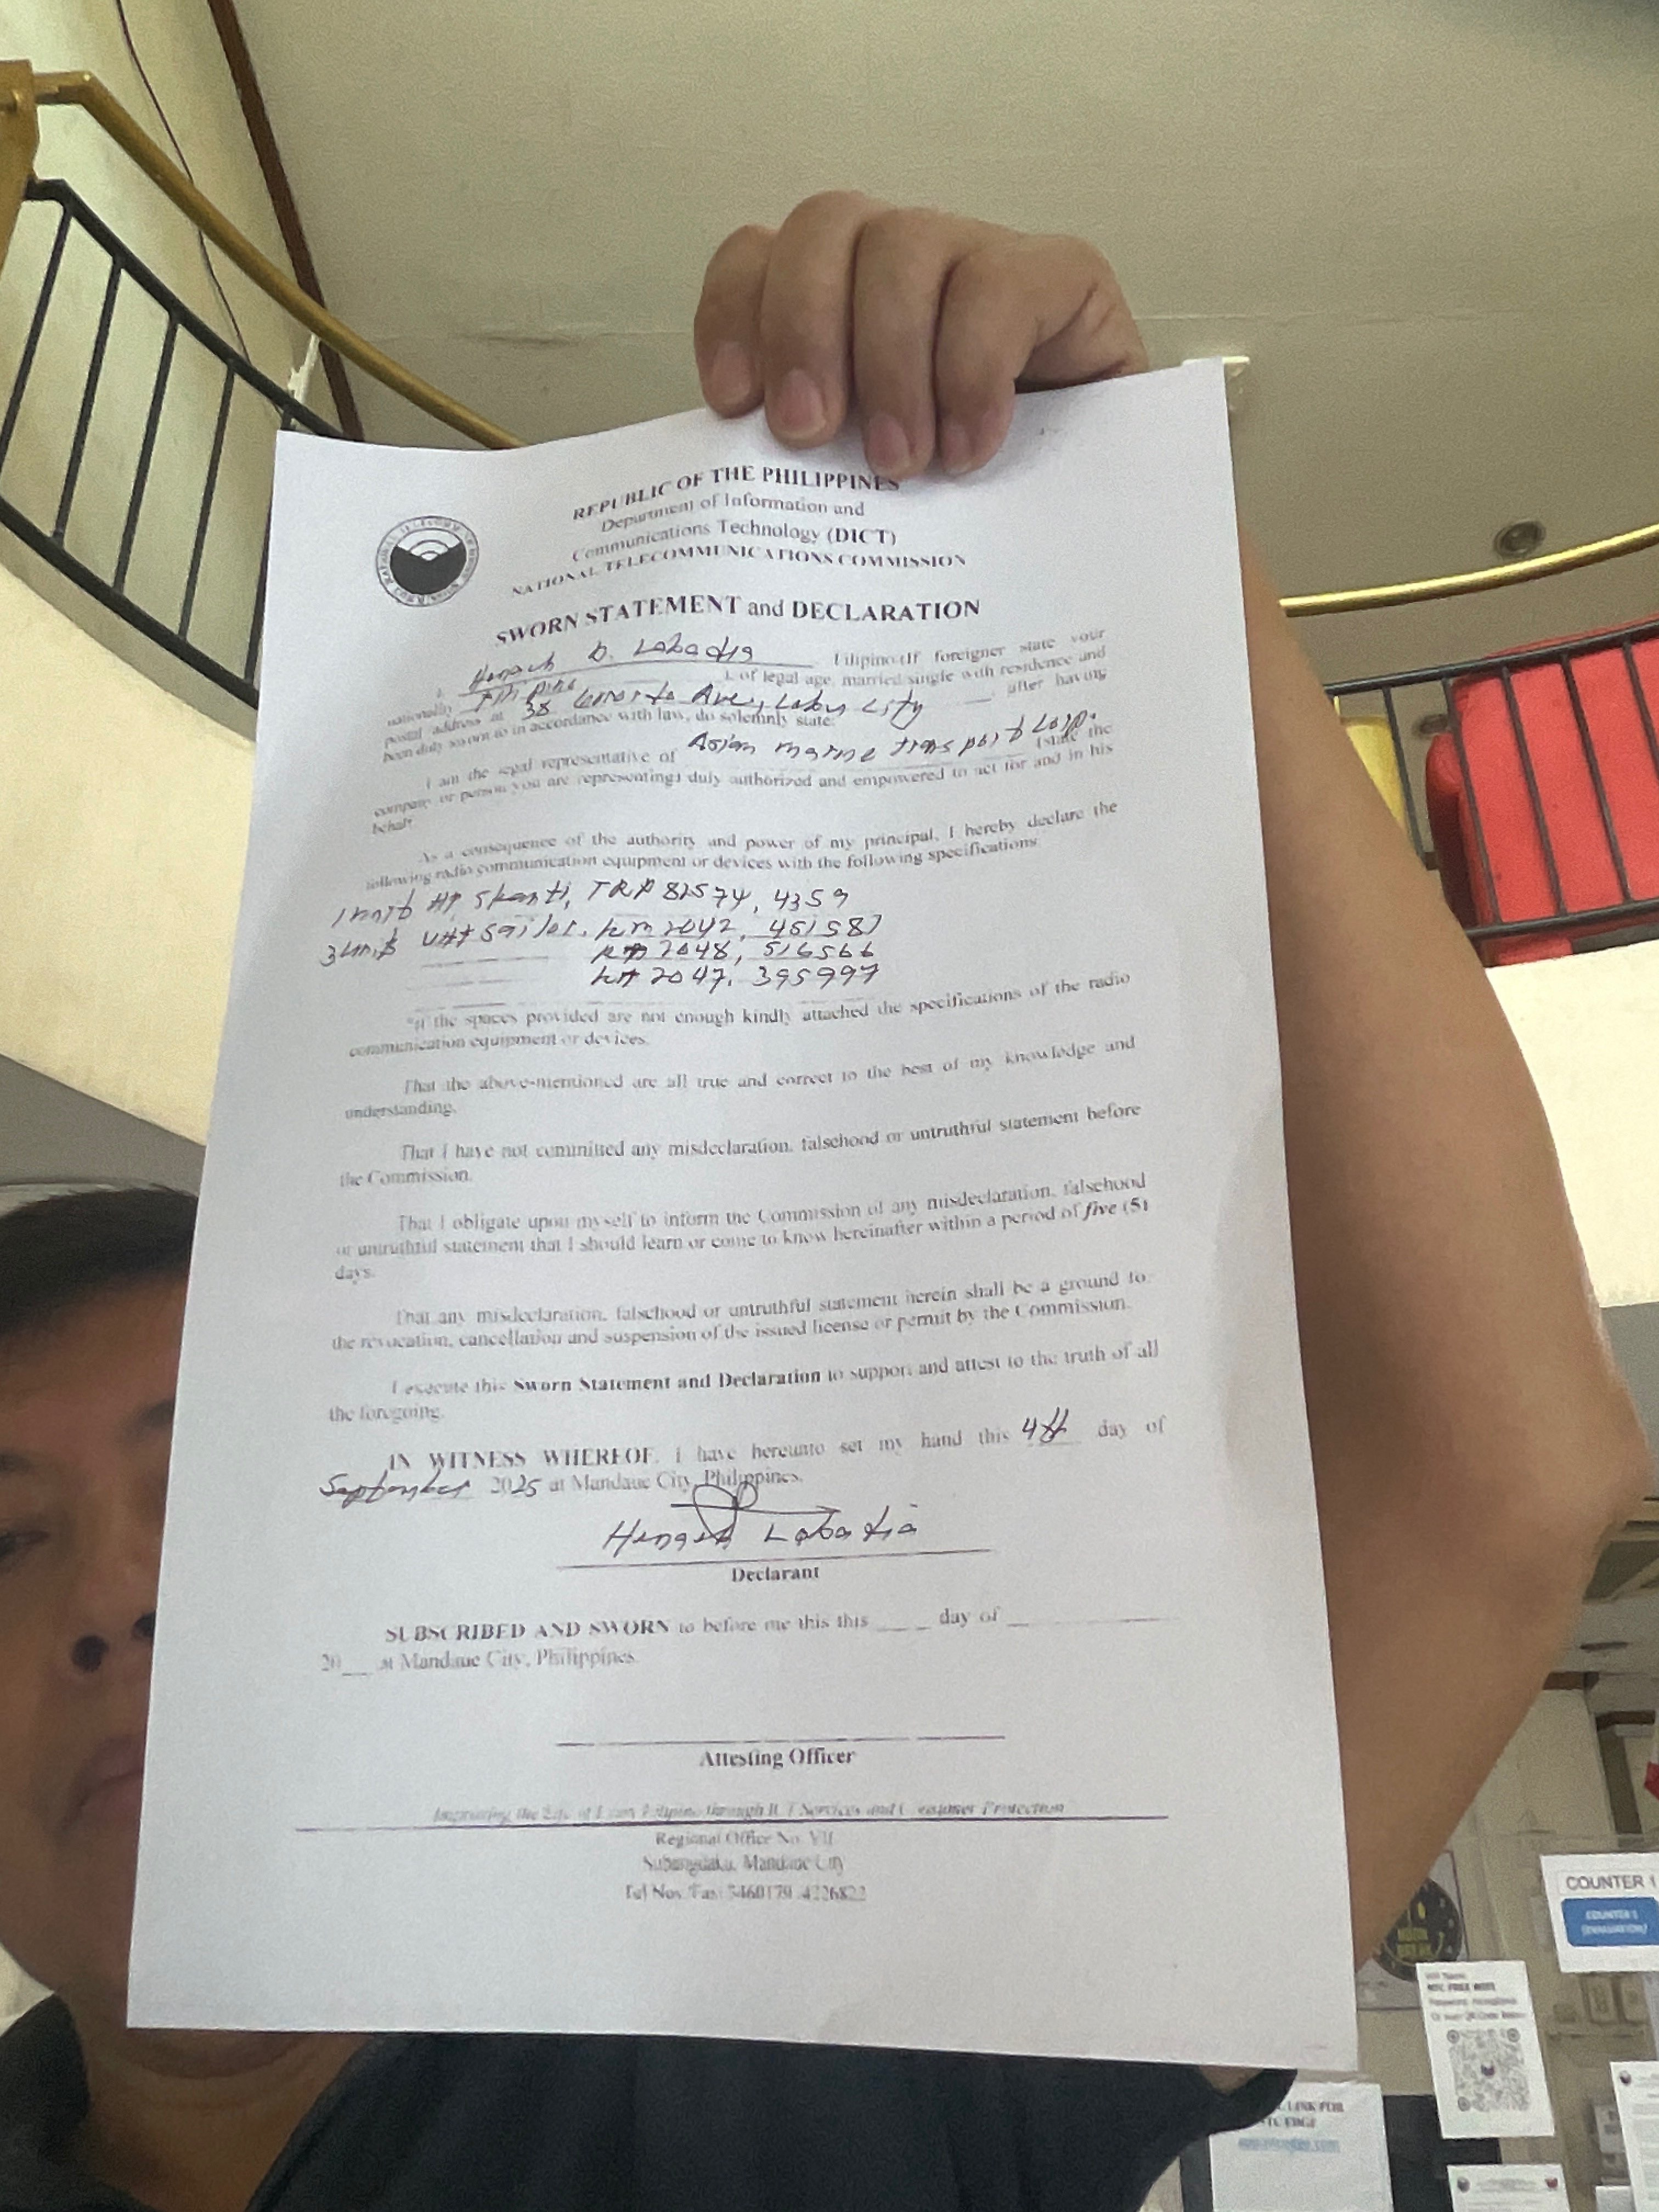 REPUBLIC OF THE PHILIPPINES
Department of Information and
Communications Technology (DICT)
NATIONAL TELECOMMUNICATIONS COMMISSION
SWORN STATEMENT and DECLARATION
I, D. Labadia Filipino (If foreigner state your
nationality ), of legal age, married/single with residence and
postal address at 38 Ave, City after having
been duly sworn to in accordance with law, do solemnly state:
I am the legal representative of Asian marine transport Corp. (state the
company or person you are representing) duly authorized and empowered to act for and in his
behalf.
As a consequence of the authority and power of my principal, I hereby declare the
following radio communication equipment or devices with the following specifications:
1 unit HF Skanti, TRP 4359
3 units VHF Sailor, 2042, 451587
2048, 516566
2047, 395997
*if the spaces provided are not enough kindly attached the specifications of the radio
communication equipment or devices.
That the above-mentioned are all true and correct to the best of my knowledge and
understanding.
That I have not committed any misdeclaration, falsehood or untruthful statement before
the Commission.
That I obligate upon myself to inform the Commission of any misdeclaration, falsehood
or untruthful statement that I should learn or come to know hereinafter within a period of five (5)
days.
That any misdeclaration, falsehood or untruthful statement herein shall be a ground to
the revocation, cancellation and suspension of the issued license or permit by the Commission.
I execute this Sworn Statement and Declaration to support and attest to the truth of all
the foregoing.
IN WITNESS WHEREOF, I have hereunto set my hand this 4th day of
September 2025 at Mandaue City, Philippines.
Labadia
Declarant
SUBSCRIBED AND SWORN to before me this this ____ day of ____
20__ at Mandaue City, Philippines.
Attesting Officer
Improving the Life of Every Filipino through ICT Services and Consumer Protection
Regional Office No. VII
Subangdaku, Mandaue City
Tel Nos/Fax: 3460179/4226822
COUNTER 1
COUNTER 1
NTC FREE WIFI
LINK FOR